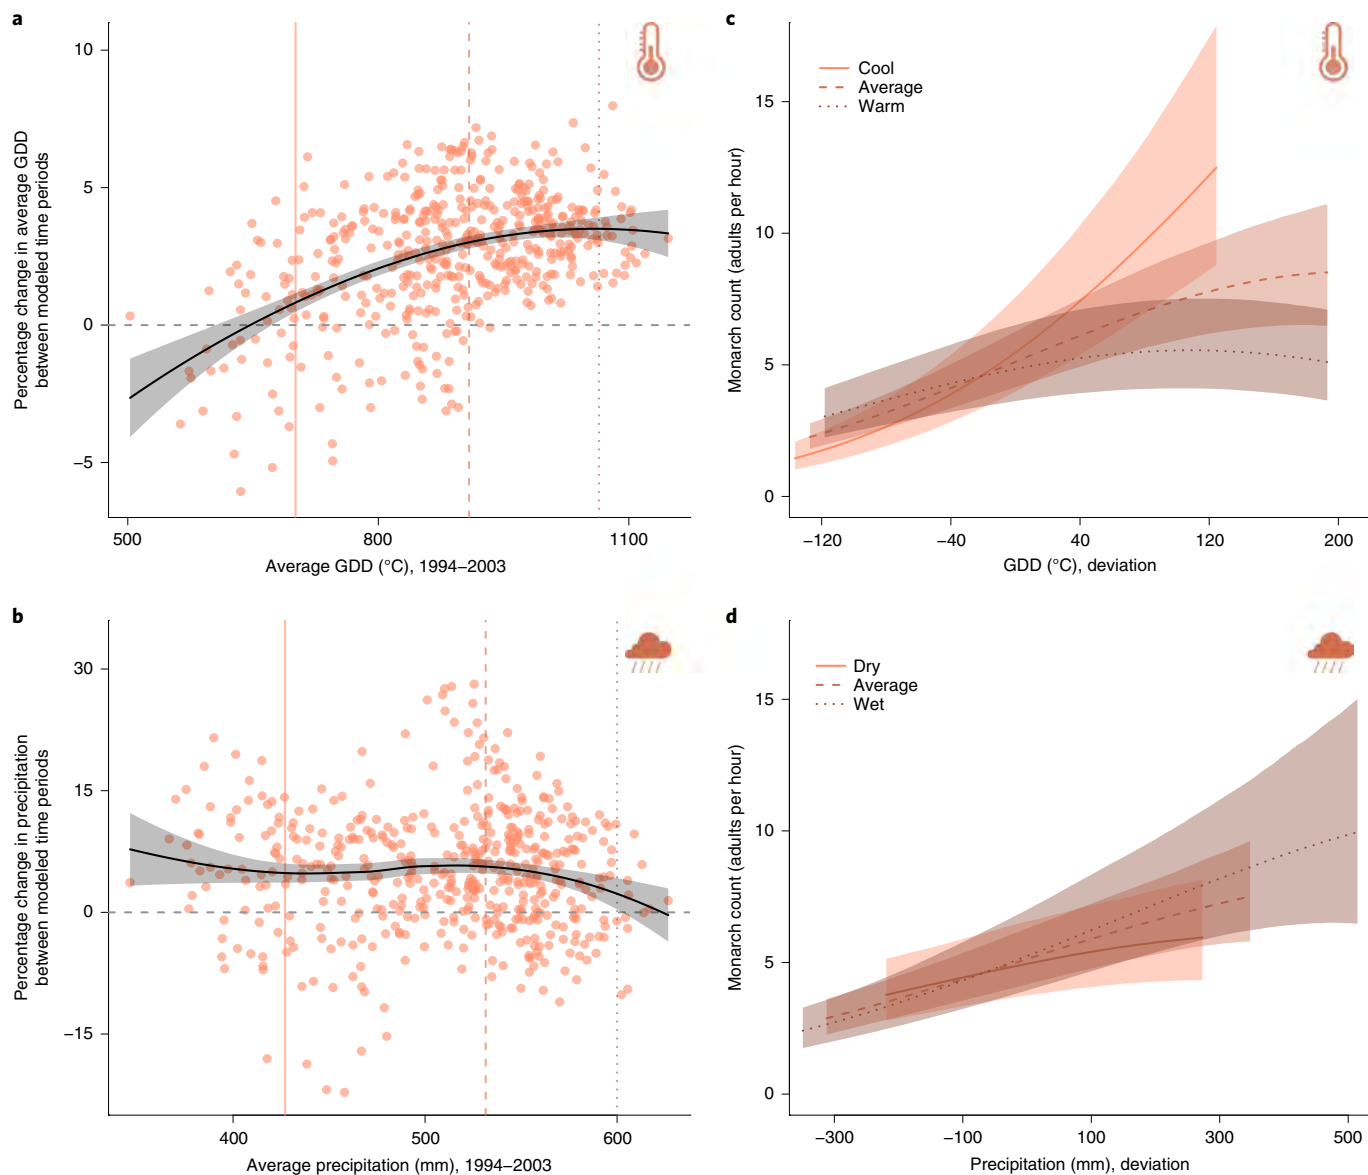 a
10
5
0
−5
Percentage change in average GDD
between modeled time periods
500
800
1100
Average GDD (°C), 1994–2003
c
Cool
Average
Warm
15
10
5
0
Monarch count (adults per hour)
−120
−40
40
120
200
GDD (°C), deviation
b
30
15
0
−15
Percentage change in precipitation
between modeled time periods
400
500
600
Average precipitation (mm), 1994–2003
d
Dry
Average
Wet
15
10
5
0
Monarch count (adults per hour)
−300
−100
100
300
500
Precipitation (mm), deviation